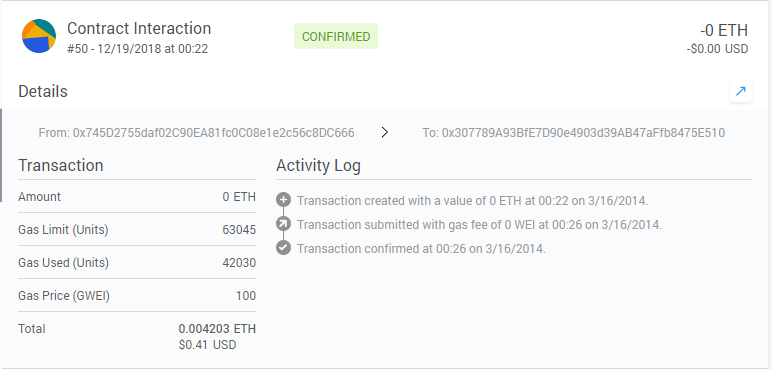 Contract Interaction
#50 - 12/19/2018 at 00:22
CONFIRMED
-0 ETH
-$0.00 USD
Details
From: 0x745D2755daf02C90EA81fc0C08e1e2c56c8DC666
To: 0x307789A93BfE7D90e4903d39AB47aFfb8475E510
Transaction
Amount 0 ETH
Gas Limit (Units) 63045
Gas Used (Units) 42030
Gas Price (GWEI) 100
Total 0.004203 ETH
$0.41 USD
Activity Log
Transaction created with a value of 0 ETH at 00:22 on 3/16/2014.
Transaction submitted with gas fee of 0 WEI at 00:26 on 3/16/2014.
Transaction confirmed at 00:26 on 3/16/2014.